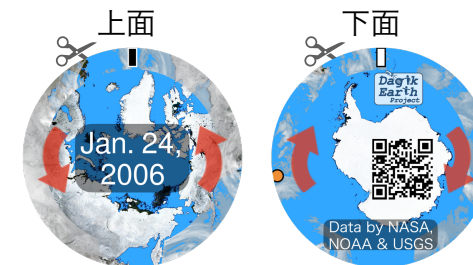 上面
下面
Jan. 24,
2006
Dagik
Earth
Project
Data by NASA,
NOAA & USGS